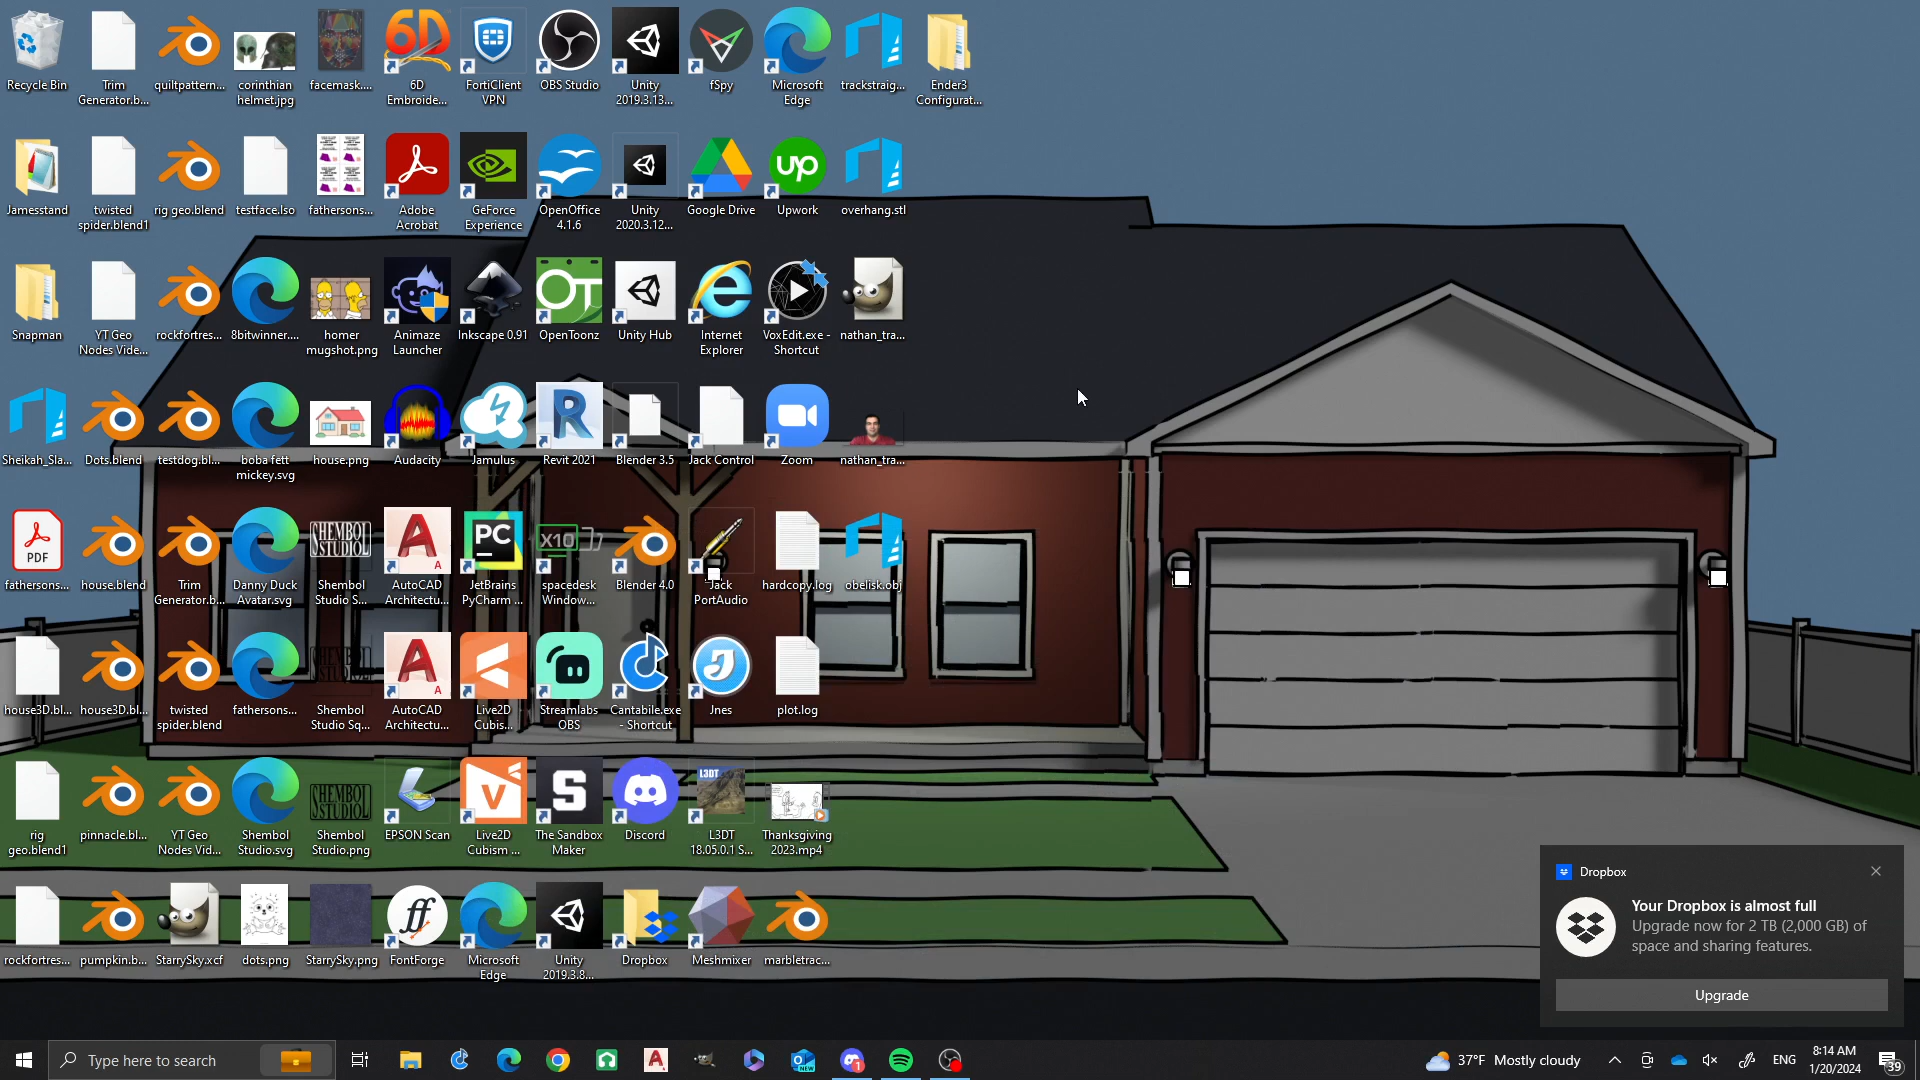 Recycle Bin
Trim
Generator.b...
quiltpattern...
corinthian
helmet.jpg
facemask....
6D
Embroide...
FortiClient
VPN
OBS Studio
Unity
2019.3.13...
fSpy
Microsoft
Edge
trackstraig...
Ender3
Configurat...
Jamesstand
twisted
spider.blend1
rig geo.blend
testface.lso
fathersons...
Adobe
Acrobat
GeForce
Experience
OpenOffice
4.1.6
Unity
2020.3.12...
Google Drive
Upwork
overhang.stl
Snapman
YT Geo
Nodes Vide...
rockfortres...
8bitwinner....
homer
mugshot.png
Animaze
Launcher
Inkscape 0.91
OpenToonz
Unity Hub
Internet
Explorer
VoxEdit.exe -
Shortcut
nathan_tra...
Sheikah_Sla...
Dots.blend
testdog.bl...
boba fett
mickey.svg
house.png
Audacity
Jamulus
Revit 2021
Blender 3.5
Jack Control
Zoom
nathan_tra...
PDF
SHEMBOL
STUDIO
PC
X10
fathersons...
house.blend
Trim
Generator.b...
Danny Duck
Avatar.svg
Shembol
Studio S...
AutoCAD
Architectu...
JetBrains
PyCharm ...
spacedesk
Window...
Blender 4.0
Jack
PortAudio
hardcopy.log
obelisk.obj
SHEMBOL
STUDIO
house3D.bl...
house3D.bl...
twisted
spider.blend
fathersons...
Shembol
Studio Sq...
AutoCAD
Architectu...
Live2D
Cubis...
Streamlabs
OBS
Cantabile.exe
- Shortcut
Jnes
plot.log
SHEMBOL
STUDIO
L3DT
rig
geo.blend1
pinnacle.bl...
YT Geo
Nodes Vid...
Shembol
Studio.svg
Shembol
Studio.png
EPSON Scan
Live2D
Cubism ...
The Sandbox
Maker
Discord
L3DT
18.05.0.1 S...
Thanksgiving
2023.mp4
rockfortres...
pumpkin.b...
StarrySky.xcf
dots.png
StarrySky.png
FontForge
Microsoft
Edge
Unity
2019.3.8...
Dropbox
Meshmixer
marbletrac...
Dropbox
Your Dropbox is almost full
Upgrade now for 2 TB (2,000 GB) of
space and sharing features.
Upgrade
Type here to search
NEW
1
37°F Mostly cloudy
ENG
8:14 AM
1/20/2024
39